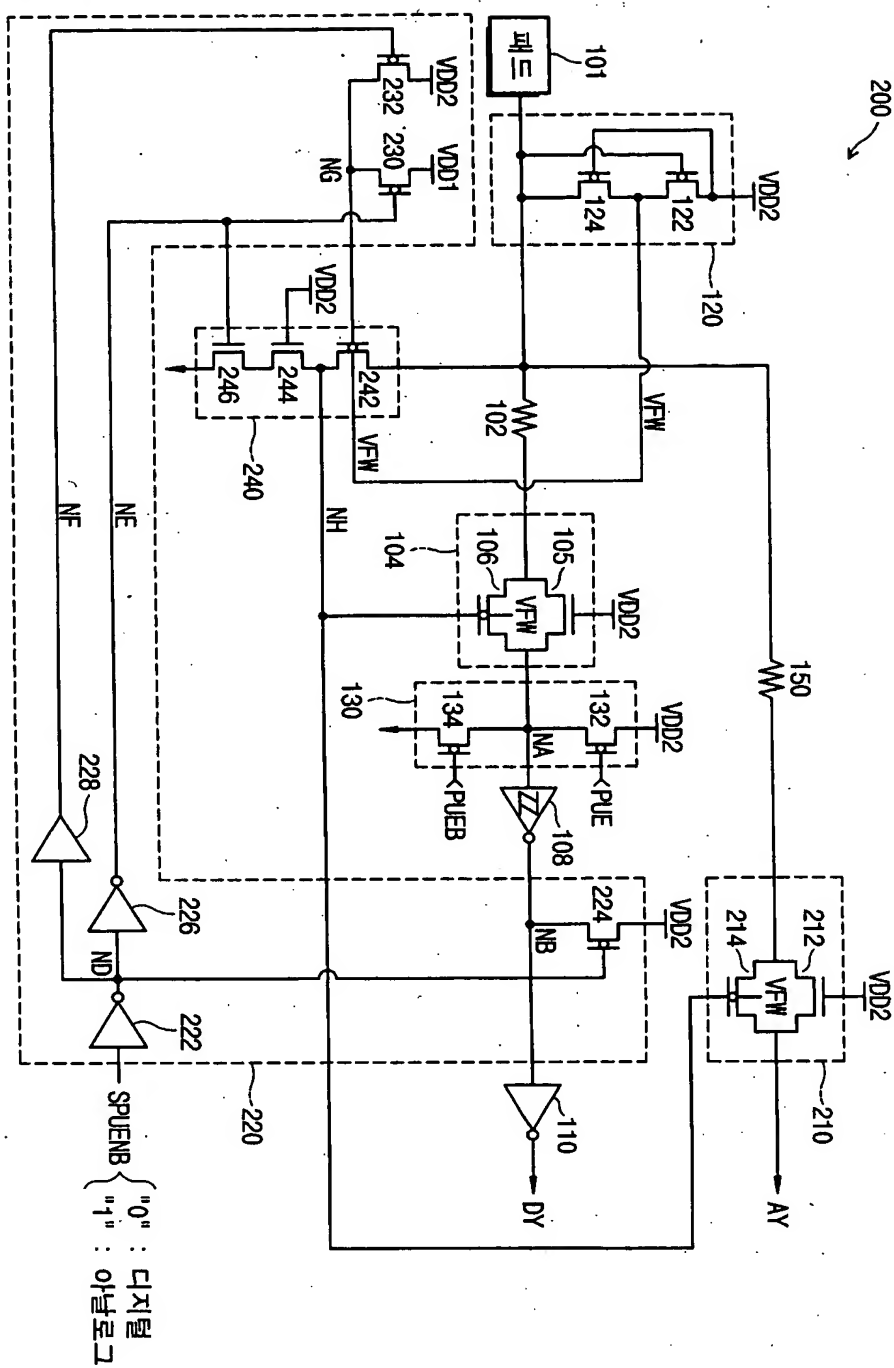 200
패드
101
VDD2
122
124
120
VDD2
232
VDD1
230
NG
VDD2
242
244
246
VFW
240
VFW
102
104
105
106
VFW
VDD2
150
VDD2
212
214
VFW
210
AY
130
VDD2
132
134
NA
<PUE
<PUEB
108
VDD2
224
NB
110
DY
NH
NE
NF
228
226
ND
222
220
SPUENB
"0" : 디지털
"1" : 아날로그